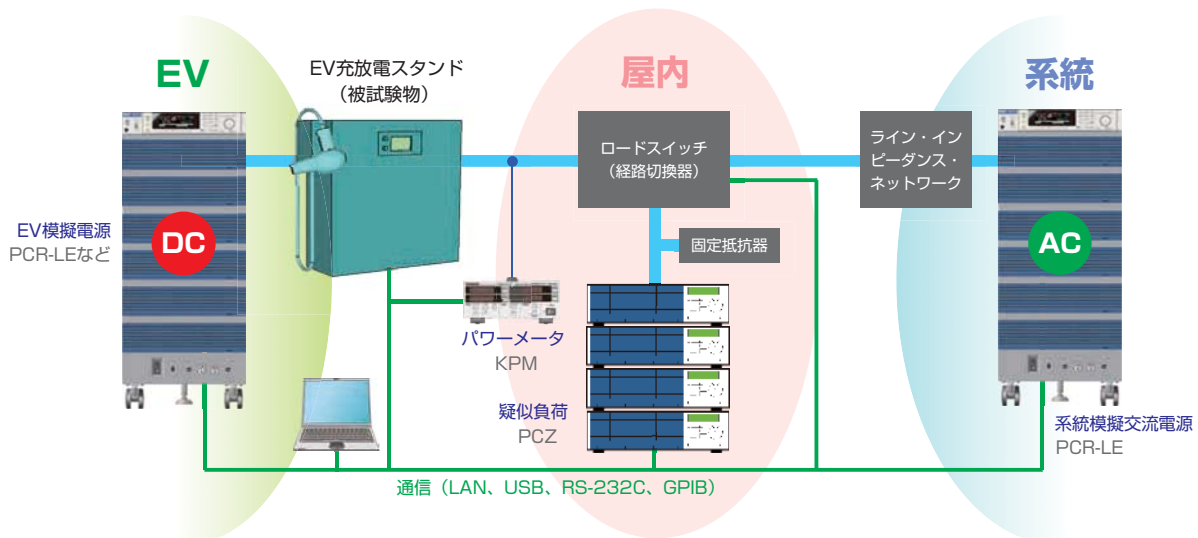 EV
EV充放電スタンド
（被試験物）
屋内
系統
ロードスイッチ
（経路切換器）
ライン・イン
ピーダンス・
ネットワーク
EV模擬電源
PCR-LEなど
DC
固定抵抗器
AC
パワーメータ
KPM
疑似負荷
PCZ
系統模擬交流電源
PCR-LE
通信（LAN、USB、RS-232C、GPIB）